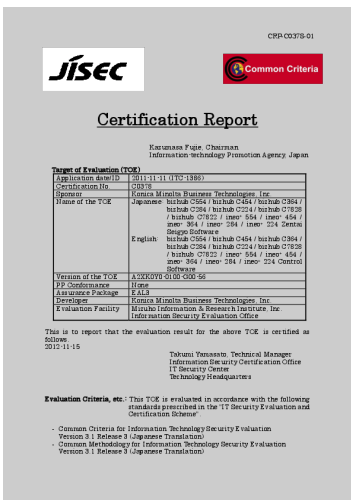 CRP-C0378-01
JISEC
Common Criteria
Certification Report
Kazumasa Fujie, Chairman
Information-technology Promotion Agency, Japan
Target of Evaluation (TOE)
Application date/ID 2011-11-11 (ITC-1386)
Certification No. C0378
Sponsor Konica Minolta Business Technologies, Inc.
Name of the TOE Japanese: bizhub C554 / bizhub C454 / bizhub C364 /
bizhub C284 / bizhub C224 / bizhub C7828
/ bizhub C7822 / ineo+ 554 / ineo+ 454 /
ineo+ 364 / ineo+ 284 / ineo+ 224 Zentai
Seigyo Software
English: bizhub C554 / bizhub C454 / bizhub C364 /
bizhub C284 / bizhub C224 / bizhub C7828
/ bizhub C7822 / ineo+ 554 / ineo+ 454 /
ineo+ 364 / ineo+ 284 / ineo+ 224 Control
Software
Version of the TOE A2XK0Y0-0100-G00-56
PP Conformance None
Assurance Package EAL3
Developer Konica Minolta Business Technologies, Inc.
Evaluation Facility Mizuho Information & Research Institute, Inc.
Information Security Evaluation Office
This is to report that the evaluation result for the above TOE is certified as
follows.
2012-11-15
Takumi Yamasato, Technical Manager
Information Security Certification Office
IT Security Center
Technology Headquarters
Evaluation Criteria, etc.: This TOE is evaluated in accordance with the following
standards prescribed in the "IT Security Evaluation and
Certification Scheme".
- Common Criteria for Information Technology Security Evaluation
Version 3.1 Release 3 (Japanese Translation)
- Common Methodology for Information Technology Security Evaluation
Version 3.1 Release 3 (Japanese Translation)